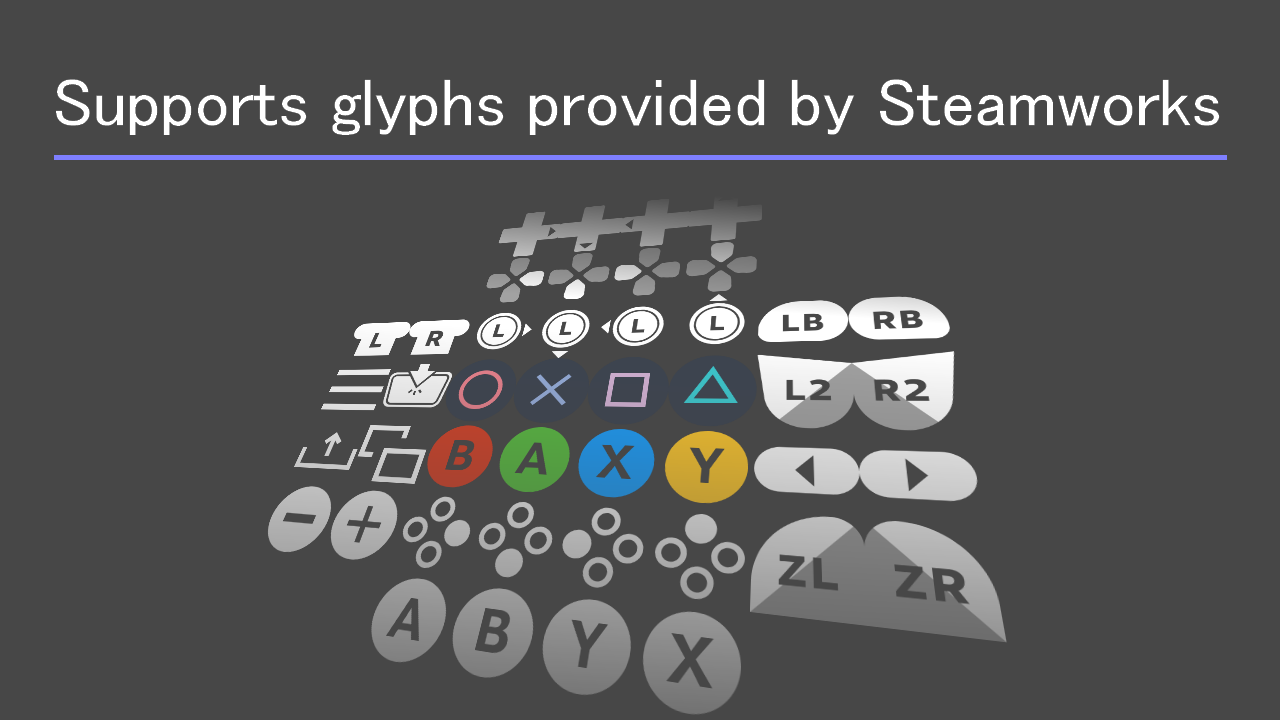 Supports glyphs provided by Steamworks
L R L L L L LB RB
L2 R2
B A X Y
ZL ZR
A B Y X